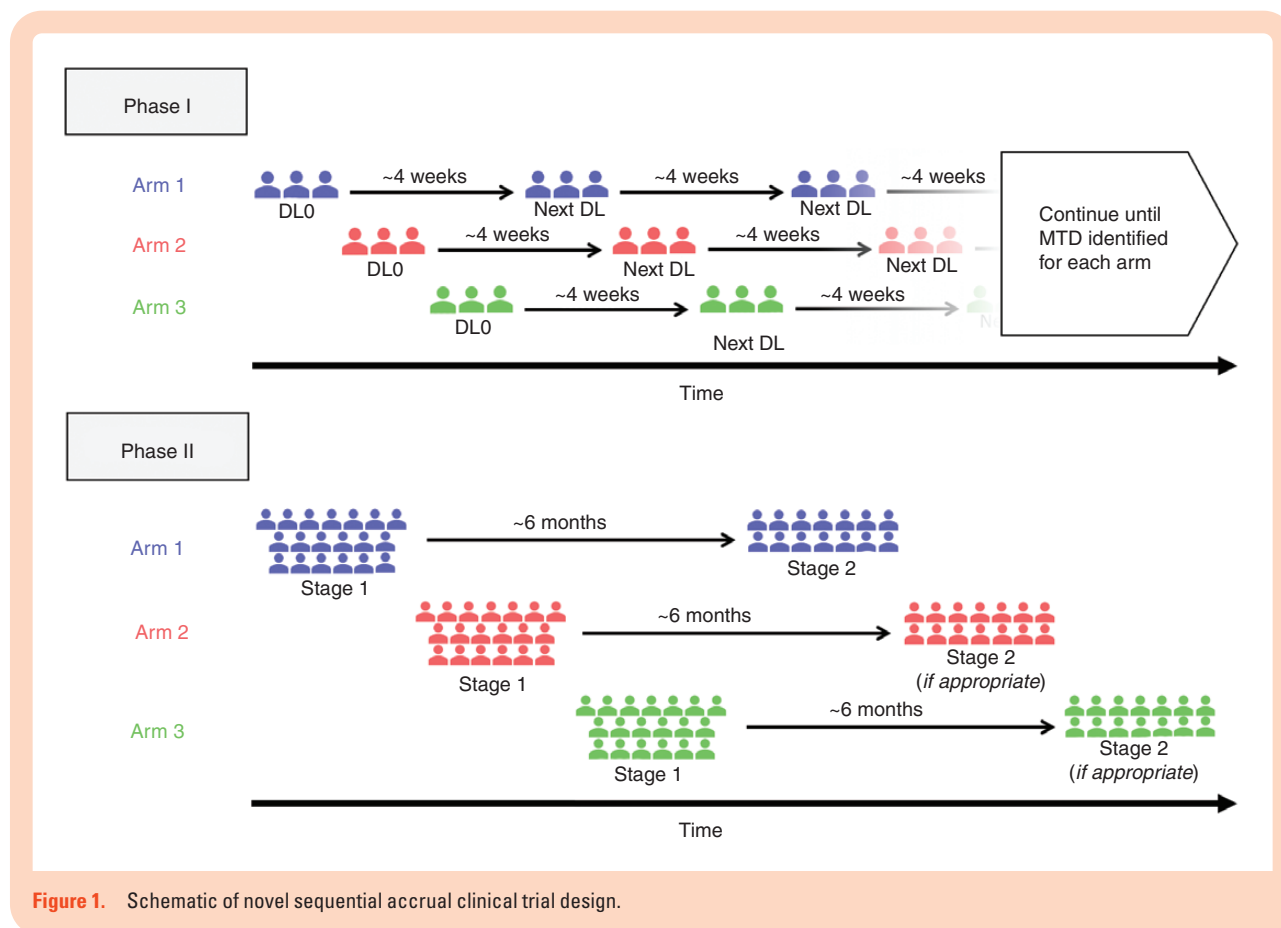 Phase I
Arm 1
~4 weeks
~4 weeks
~4 weeks
DL0
Next DL
Next DL
Arm 2
~4 weeks
~4 weeks
DL0
Next DL
Next DL
Arm 3
~4 weeks
~4 weeks
DL0
Next DL
Continue until
MTD identified
for each arm
Time
Phase II
Arm 1
~6 months
Stage 1
Stage 2
Arm 2
~6 months
Stage 1
Stage 2
(if appropriate)
Arm 3
~6 months
Stage 1
Stage 2
(if appropriate)
Time
Figure 1. Schematic of novel sequential accrual clinical trial design.